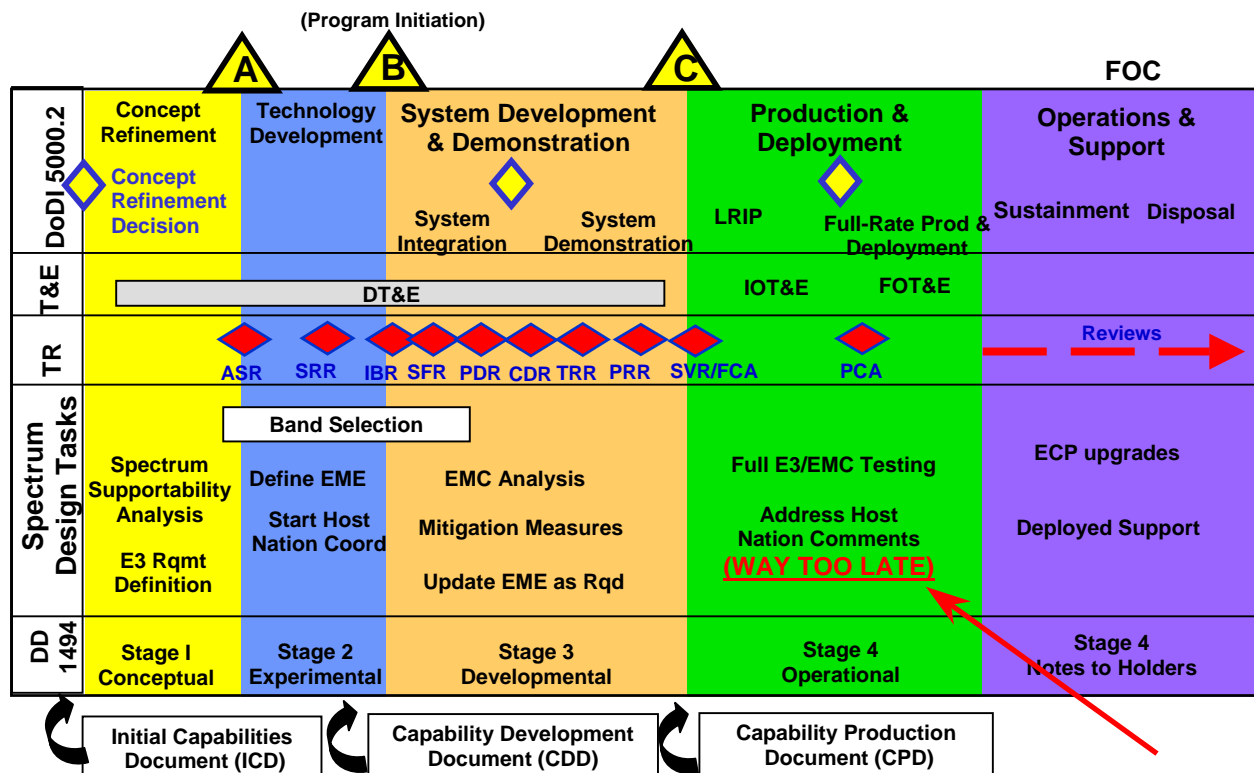 (Program Initiation)
A
B
C
FOC
DoDI 5000.2
Concept
Refinement
Concept
Refinement
Decision
Technology
Development
System Development
& Demonstration
System
Integration
System
Demonstration
Production &
Deployment
LRIP
Full-Rate Prod &
Deployment
Operations &
Support
Sustainment
Disposal
T&E
DT&E
IOT&E
FOT&E
TR
ASR
SRR
IBR
SFR
PDR
CDR
TRR
PRR
SVR/FCA
PCA
Reviews
Spectrum
Design Tasks
Band Selection
Spectrum
Supportability
Analysis
E3 Rqmt
Definition
Define EME
Start Host
Nation Coord
EMC Analysis
Mitigation Measures
Update EME as Rqd
Full E3/EMC Testing
Address Host
Nation Comments
(WAY TOO LATE)
ECP upgrades
Deployed Support
DD
1494
Stage I
Conceptual
Stage 2
Experimental
Stage 3
Developmental
Stage 4
Operational
Stage 4
Notes to Holders
Initial Capabilities
Document (ICD)
Capability Development
Document (CDD)
Capability Production
Document (CPD)